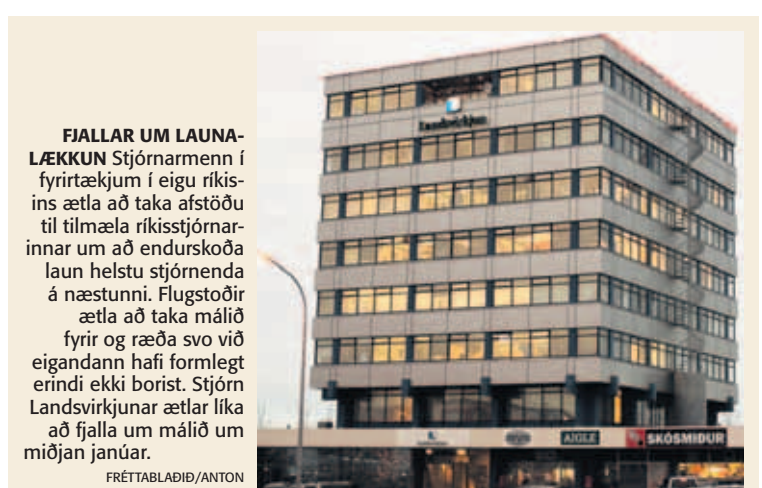 FJALLAR UM LAUNA-
LÆKKUN Stjórnarmenn í
fyrirtækjum í eigu ríkis-
ins ætla að taka afstöðu
til tilmæla ríkisstjórnar-
innar um að endurskoða
laun helstu stjórnenda
á næstunni. Flugstoðir
ætla að taka málið
fyrir og ræða svo við
eigandann hafi formlegt
erindi ekki borist. Stjórn
Landsvirkjunar ætlar líka
að fjalla um málið um
miðjan janúar.
FRÉTTABLAÐIÐ/ANTON
Landsvirkjun
AIGLE
SKÓSMIÐUR